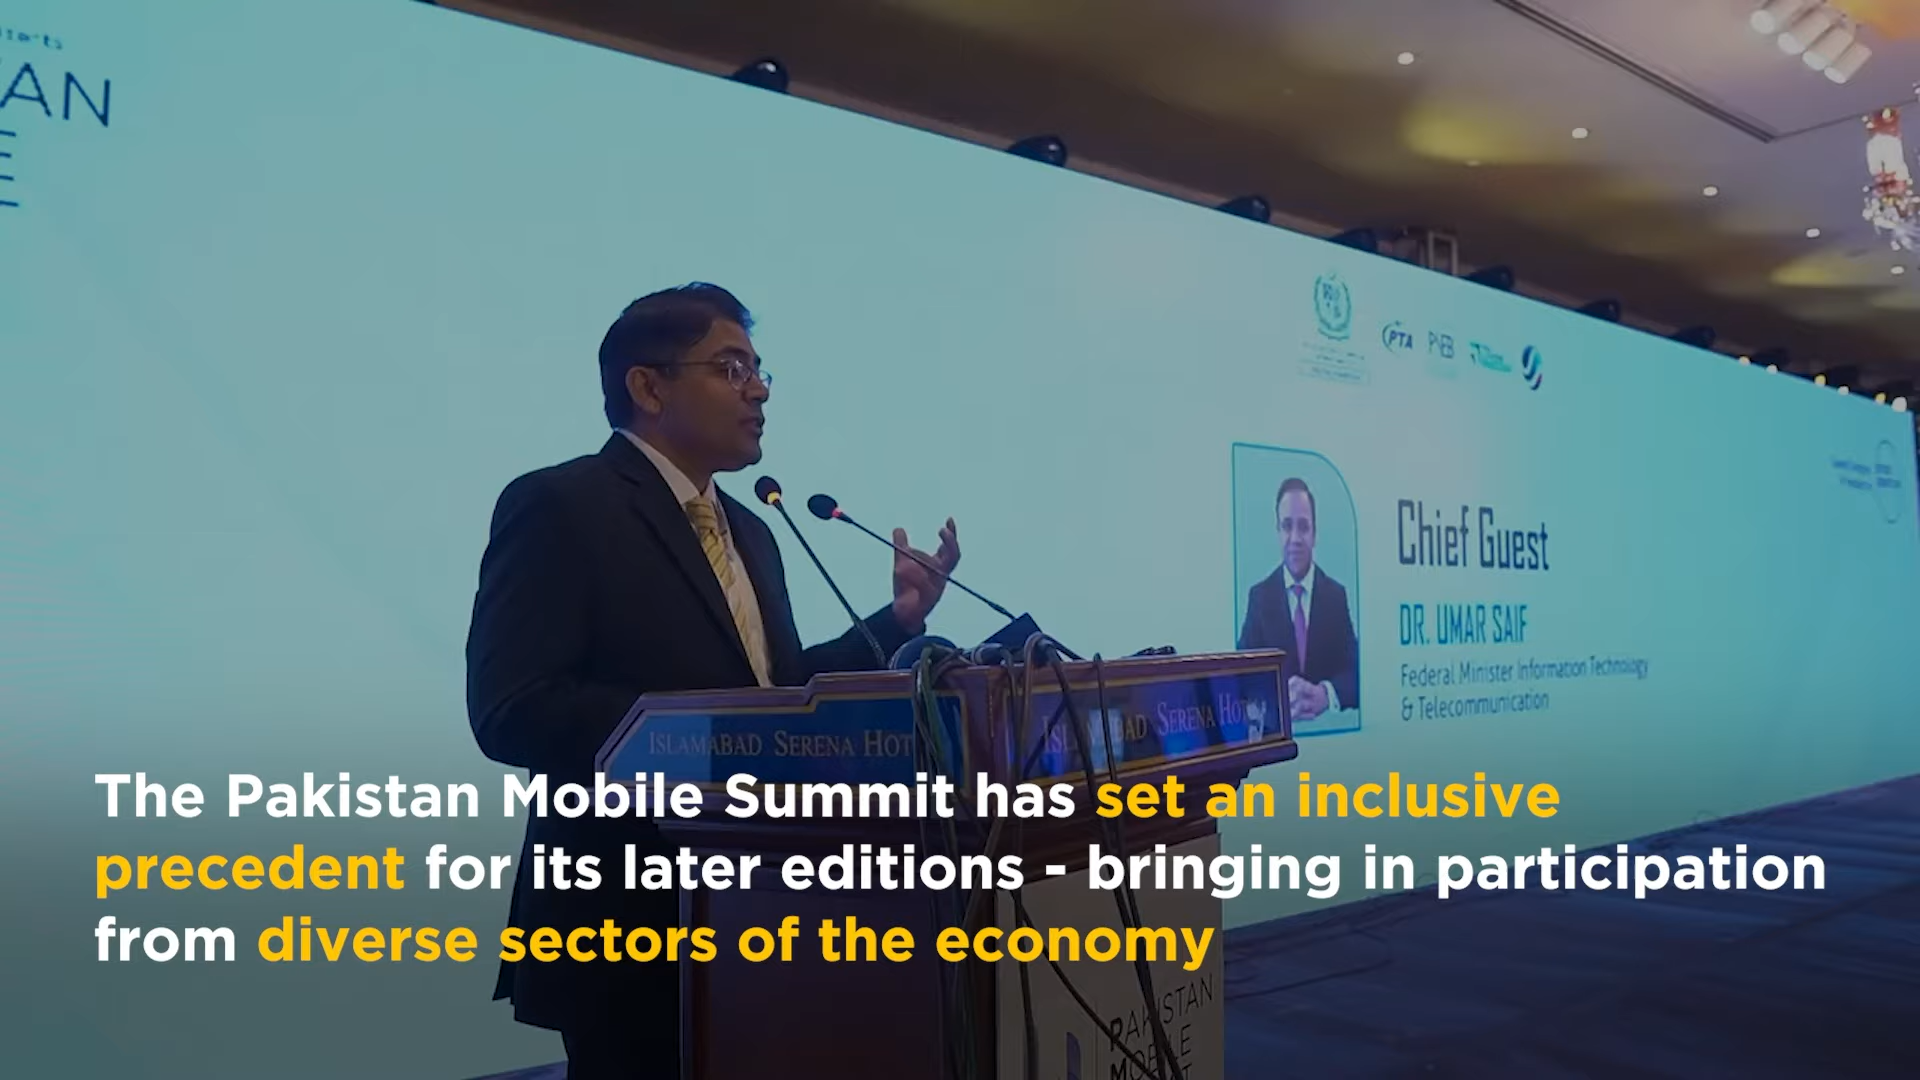 AN
PTA
Chief Guest
DR. UMAR SAIF
Federal Minister Information Technology
& Telecommunication
ISLAMABAD SERENA HOT
SERENA
The Pakistan Mobile Summit has set an inclusive
precedent for its later editions - bringing in participation
from diverse sectors of the economy
PAKISTAN